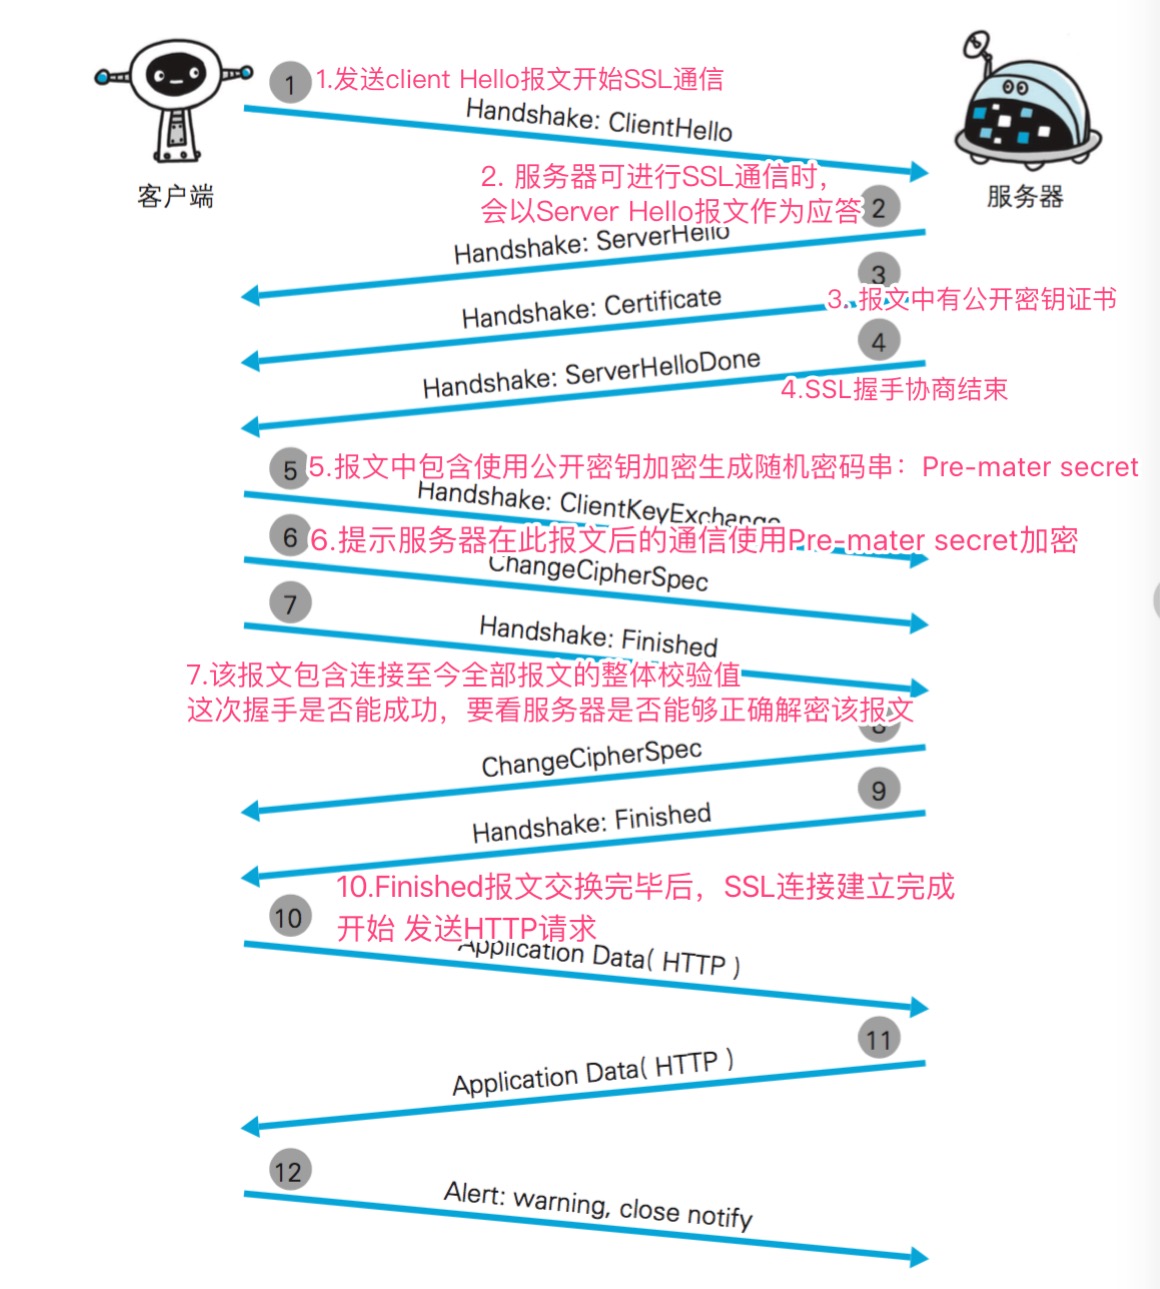 1
1.发送client Hello报文开始SSL通信
Handshake: ClientHello
客户端
服务器
2. 服务器可进行SSL通信时，
会以Server Hello报文作为应答
2
Handshake: ServerHello
3
3. 报文中有公开密钥证书
Handshake: Certificate
4
Handshake: ServerHelloDone
4.SSL握手协商结束
5
5.报文中包含使用公开密钥加密生成随机密码串：Pre-mater secret
Handshake: ClientKeyExchange
6
6.提示服务器在此报文后的通信使用Pre-mater secret加密
ChangeCipherSpec
7
Handshake: Finished
7.该报文包含连接至今全部报文的整体校验值
这次握手是否能成功，要看服务器是否能够正确解密该报文
8
ChangeCipherSpec
9
Handshake: Finished
10.Finished报文交换完毕后，SSL连接建立完成
10
开始 发送HTTP请求
Application Data( HTTP )
11
Application Data( HTTP )
12
Alert: warning, close notify